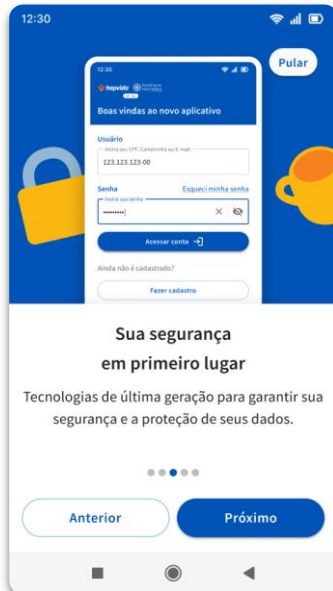 12:30
Pular
12:30
hapvida
Boas vindas ao novo aplicativo
Usuário
Insira seu CPF, Carteirinha ou E-mail
123.123.123-00
Senha
Esqueci minha senha
Insira sua senha
Acessar conta
Ainda não é cadastrado?
Fazer cadastro
Sua segurança
em primeiro lugar
Tecnologias de última geração para garantir sua
segurança e a proteção de seus dados.
Anterior
Próximo